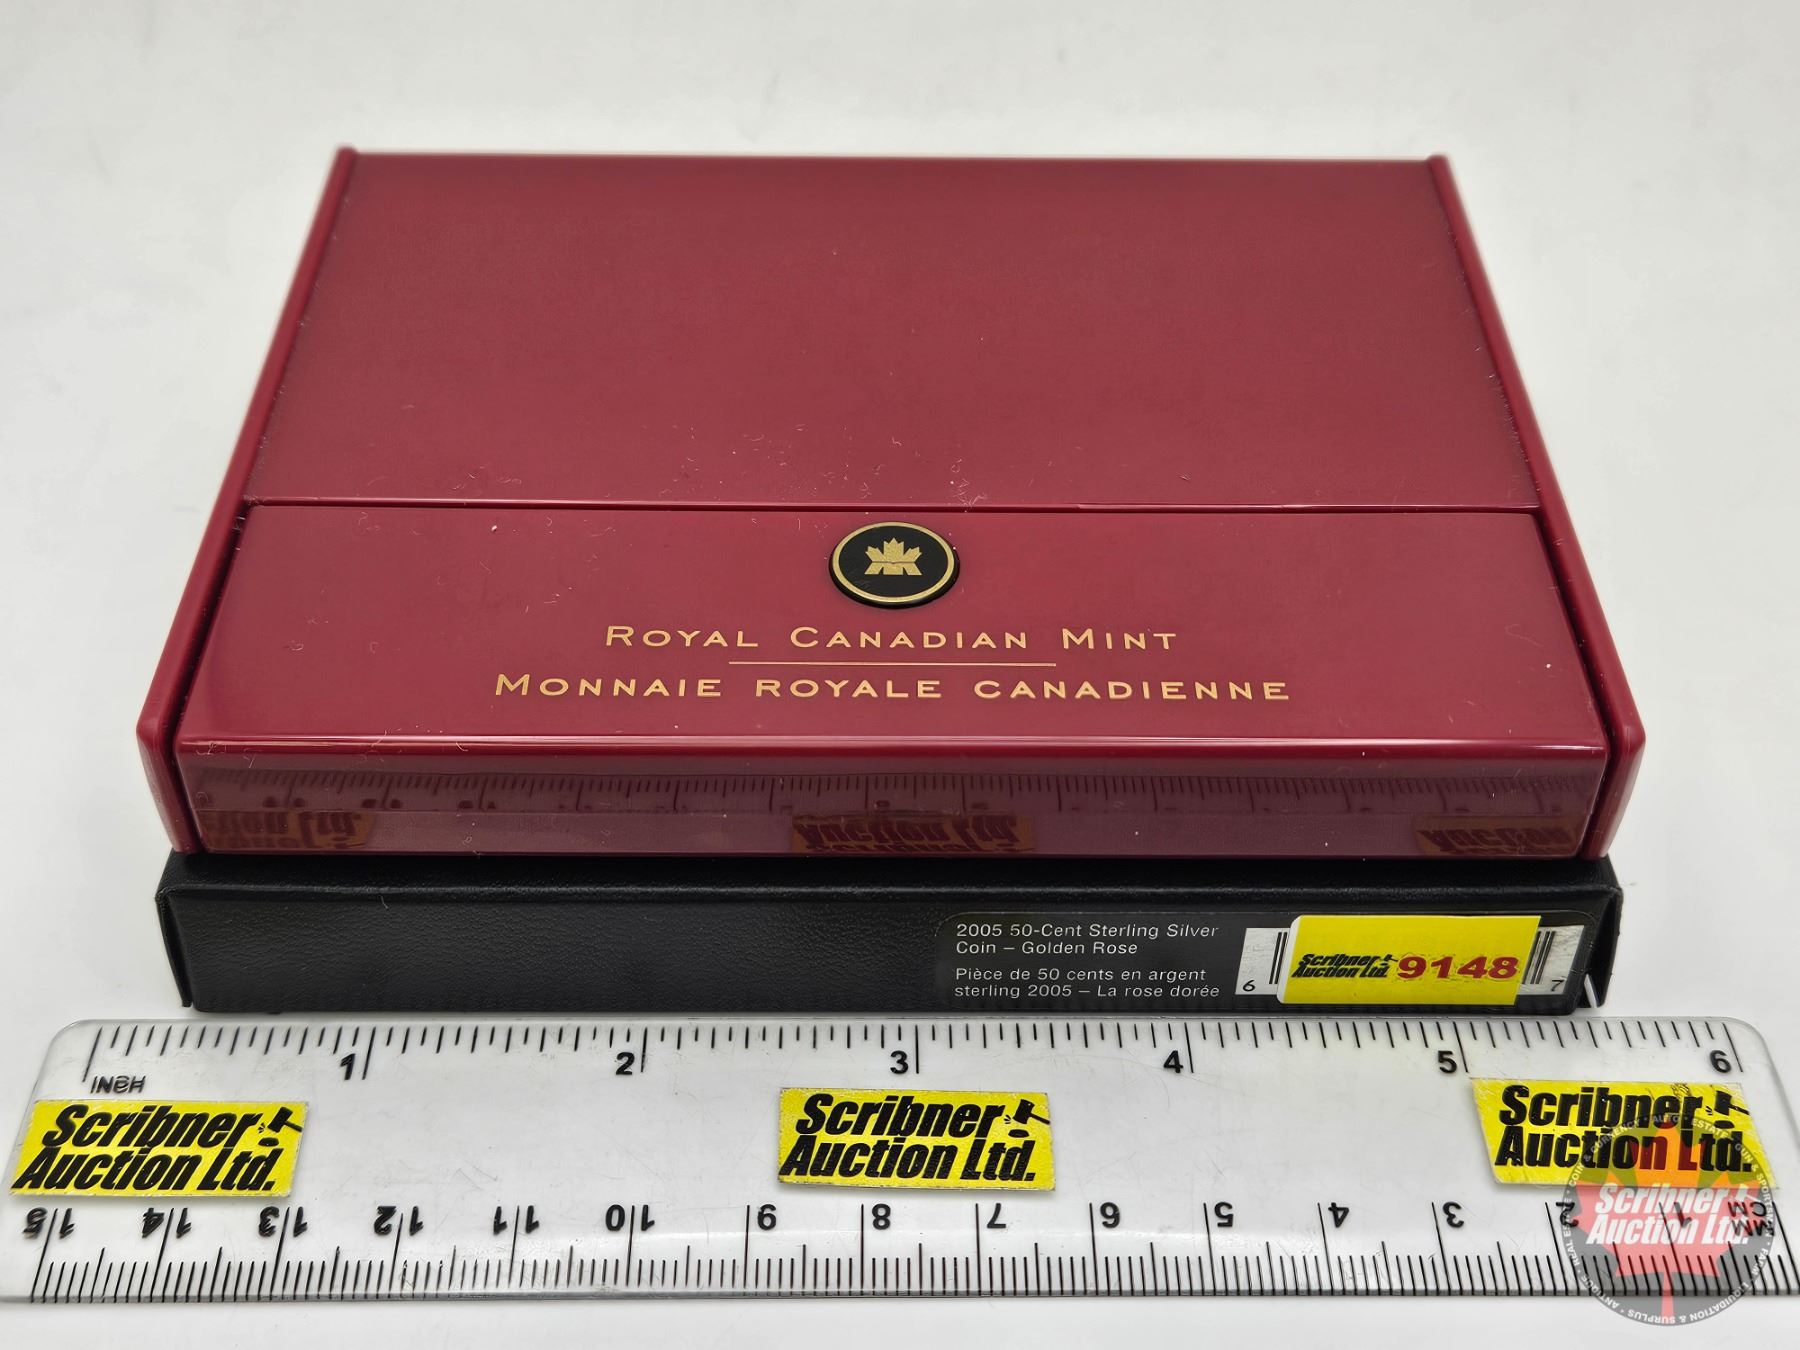 ROYAL CANADIAN MINT
MONNAIE ROYALE CANADIENNE
2005 50-Cent Sterling Silver
Coin – Golden Rose
Pièce de 50 cents en argent
sterling 2005 – La rose dorée
6
Scribner
Auction Ltd.
9148
7
1 2 3 4 5 6
INCH
Scribner
Auction Ltd.
Scribner
Auction Ltd.
Scribner
Auction Ltd.
15 14 13 12 11 10 9 8 7 6 5 4 3 2 1
CM
MM
Scribner
Auction Ltd.